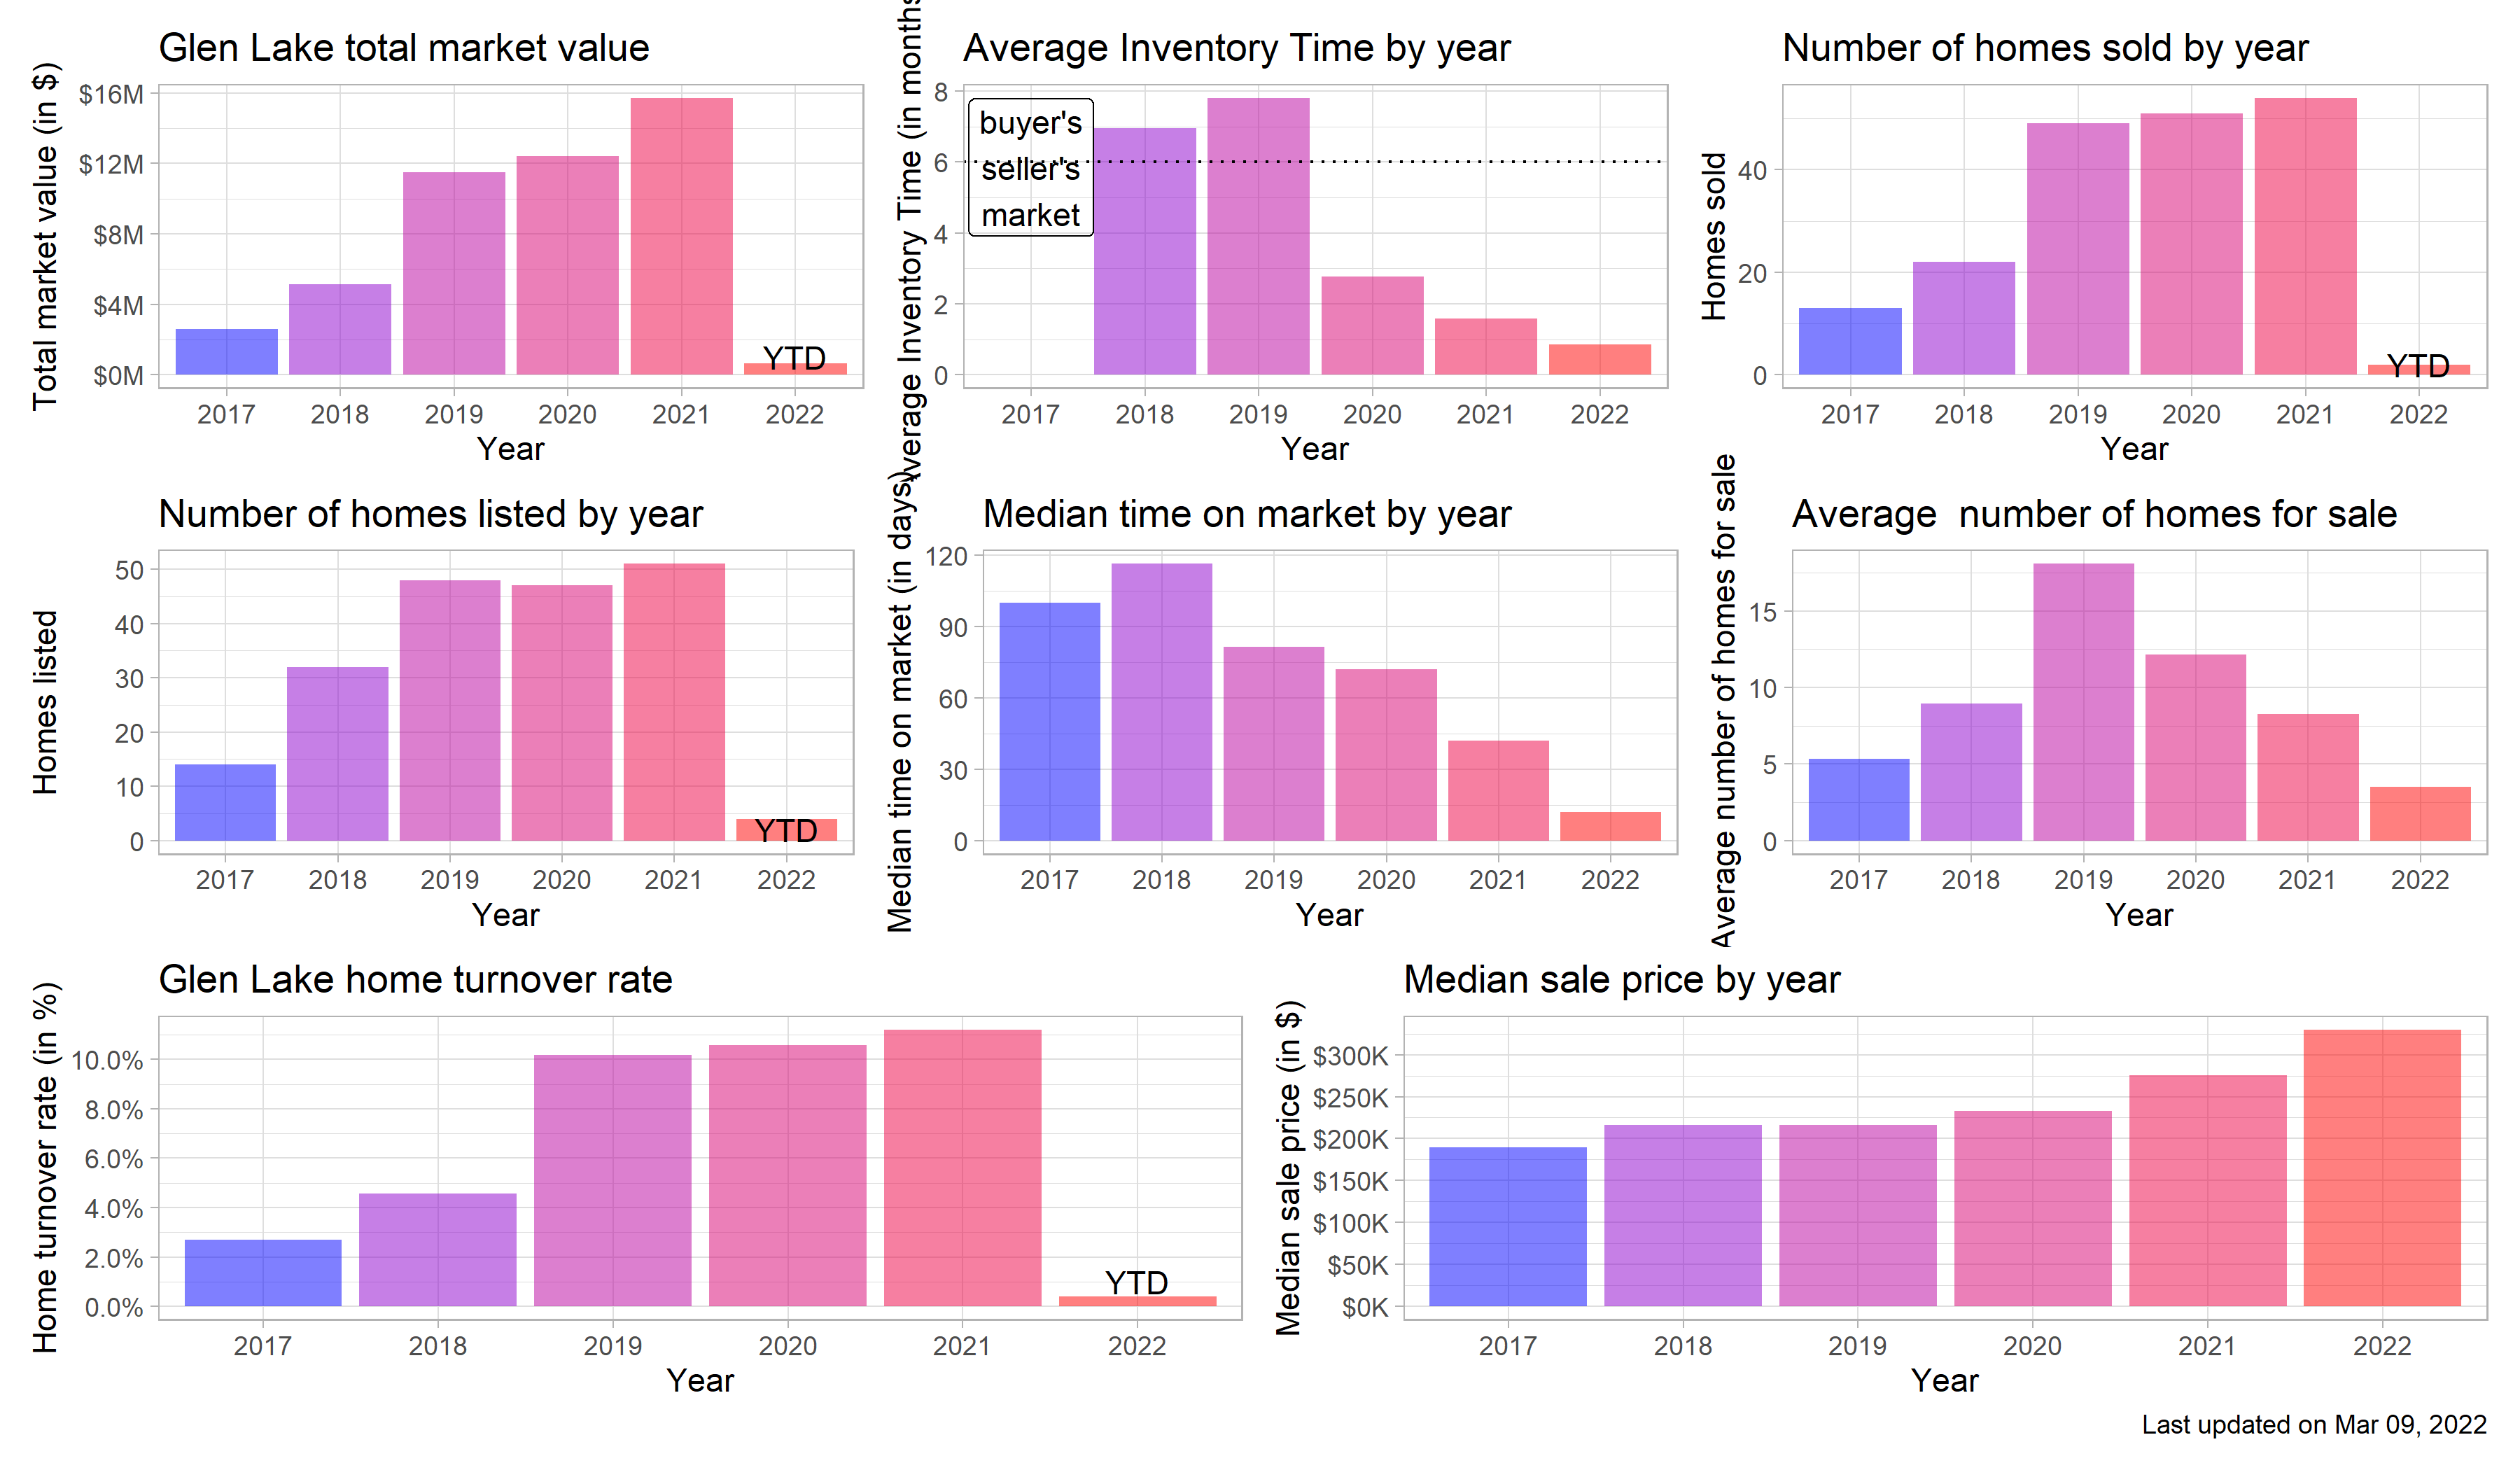 Glen Lake total market value
Total market value (in $)
$16M
$12M
$8M
$4M
$0M
YTD
2017 2018 2019 2020 2021 2022
Year
Average Inventory Time by year
Average Inventory Time (in months
8
6
4
2
0
buyer's
seller's
market
2017 2018 2019 2020 2021 2022
Year
Number of homes sold by year
Homes sold
40
20
0
YTD
2017 2018 2019 2020 2021 2022
Year
Number of homes listed by year
Homes listed
50
40
30
20
10
0
YTD
2017 2018 2019 2020 2021 2022
Year
Median time on market by year
Median time on market (in days)
120
90
60
30
0
2017 2018 2019 2020 2021 2022
Year
Average  number of homes for sale
Average number of homes for sale
15
10
5
0
2017 2018 2019 2020 2021 2022
Year
Glen Lake home turnover rate
Home turnover rate (in %)
10.0%
8.0%
6.0%
4.0%
2.0%
0.0%
YTD
2017 2018 2019 2020 2021 2022
Year
Median sale price by year
Median sale price (in $)
$300K
$250K
$200K
$150K
$100K
$50K
$0K
2017 2018 2019 2020 2021 2022
Year
Last updated on Mar 09, 2022